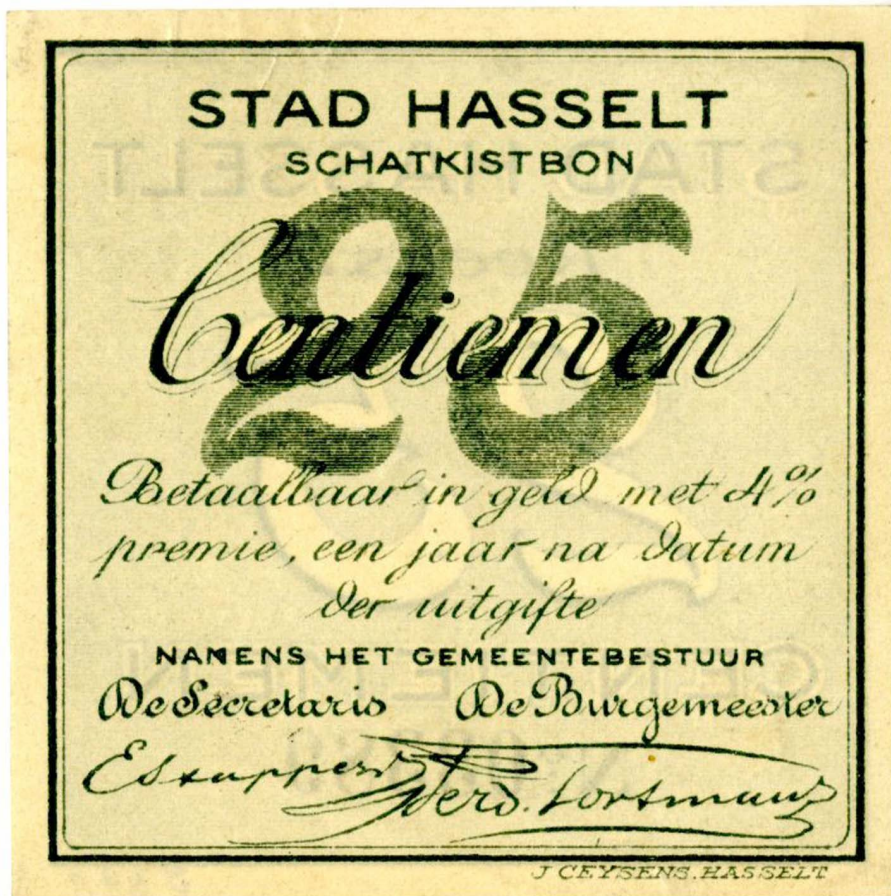 STAD HASSELT
SCHATKISTBON
25
Centiemen
Betaalbaar in geld met 4%
premie, een jaar na datum
der uitgifte
NAMENS HET GEMEENTEBESTUUR
De Secretaris De Burgemeester
Ferd. Portmans
J CEYSENS. HASSELT